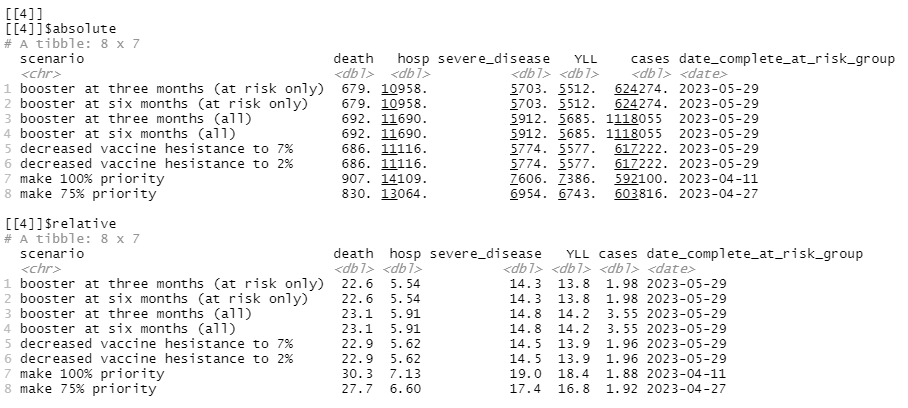 [[4]]
[[4]]$absolute
# A tibble: 8 x 7
  scenario                               death   hosp severe_disease   YLL    cases date_complete_at_risk_group
  <chr>                                  <dbl>  <dbl>          <dbl> <dbl>    <dbl> <date>
1 booster at three months (at risk only)  679. 10958.          5703. 5512.  624274. 2023-05-29
2 booster at six months (at risk only)    679. 10958.          5703. 5512.  624274. 2023-05-29
3 booster at three months (all)           692. 11690.          5912. 5685. 1118055  2023-05-29
4 booster at six months (all)             692. 11690.          5912. 5685. 1118055  2023-05-29
5 decreased vaccine hesistance to 7%      686. 11116.          5774. 5577.  617222. 2023-05-29
6 decreased vaccine hesistance to 2%      686. 11116.          5774. 5577.  617222. 2023-05-29
7 make 100% priority                      907. 14109.          7606. 7386.  592100. 2023-04-11
8 make 75% priority                       830. 13064.          6954. 6743.  603816. 2023-04-27
[[4]]$relative
# A tibble: 8 x 7
  scenario                               death  hosp severe_disease   YLL cases date_complete_at_risk_group
  <chr>                                  <dbl> <dbl>          <dbl> <dbl> <dbl> <date>
1 booster at three months (at risk only)  22.6  5.54           14.3  13.8  1.98 2023-05-29
2 booster at six months (at risk only)    22.6  5.54           14.3  13.8  1.98 2023-05-29
3 booster at three months (all)           23.1  5.91           14.8  14.2  3.55 2023-05-29
4 booster at six months (all)             23.1  5.91           14.8  14.2  3.55 2023-05-29
5 decreased vaccine hesistance to 7%      22.9  5.62           14.5  13.9  1.96 2023-05-29
6 decreased vaccine hesistance to 2%      22.9  5.62           14.5  13.9  1.96 2023-05-29
7 make 100% priority                      30.3  7.13           19.0  18.4  1.88 2023-04-11
8 make 75% priority                       27.7  6.60           17.4  16.8  1.92 2023-04-27